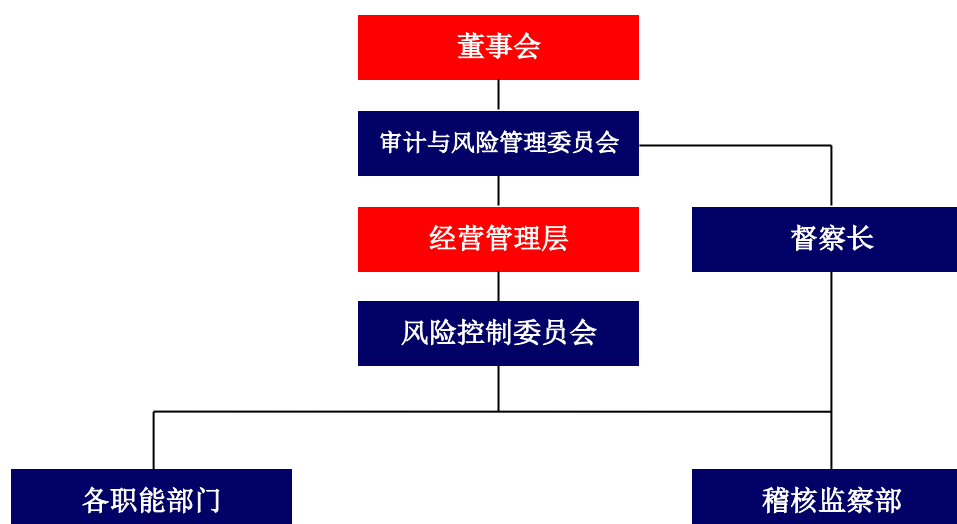 董事会
审计与风险管理委员会
经营管理层
督察长
风险控制委员会
各职能部门
稽核监察部